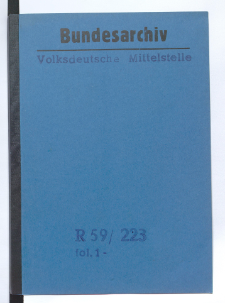 Bundesarchiv
Volksdeutsche Mittelstelle
R 59/ 223
fol. 1-